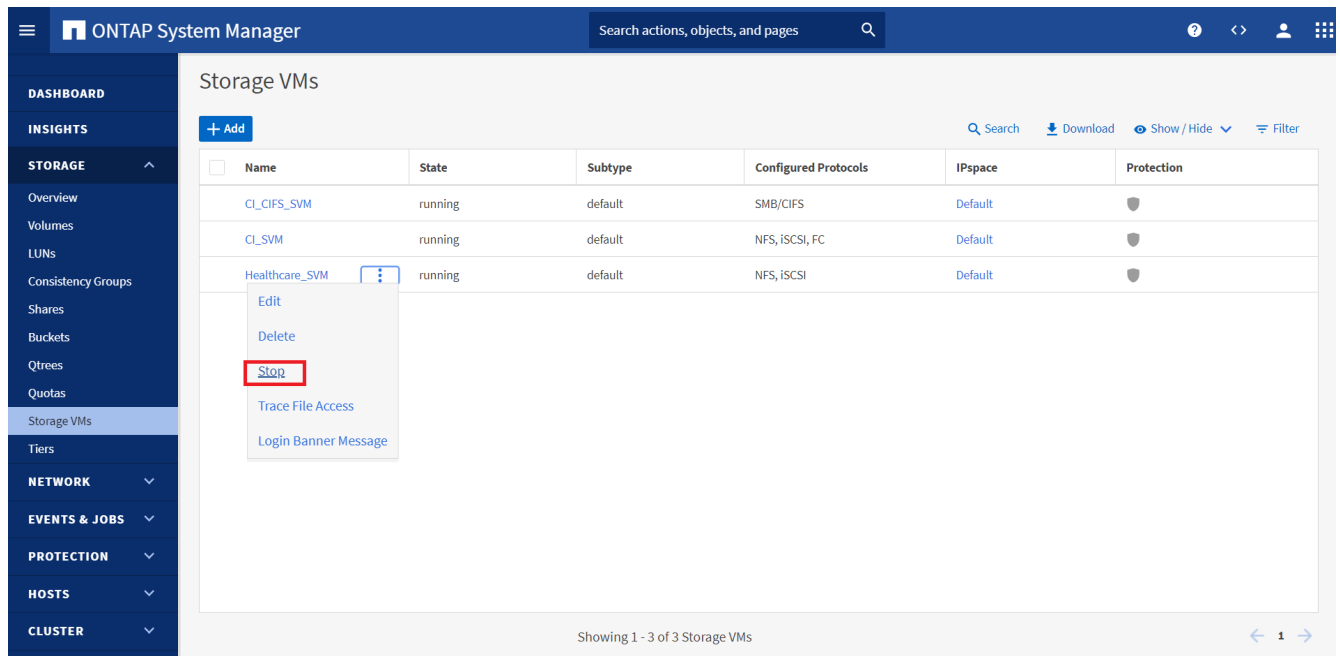 ONTAP System Manager
Search actions, objects, and pages
DASHBOARD
INSIGHTS
STORAGE
Overview
Volumes
LUNs
Consistency Groups
Shares
Buckets
Qtrees
Quotas
Storage VMs
Tiers
NETWORK
EVENTS & JOBS
PROTECTION
HOSTS
CLUSTER
Storage VMs
+ Add
Search Download Show / Hide Filter
Name State Subtype Configured Protocols IPspace Protection
CI_CIFS_SVM running default SMB/CIFS Default
CI_SVM running default NFS, iSCSI, FC Default
Healthcare_SVM running default NFS, iSCSI Default
Edit
Delete
Stop
Trace File Access
Login Banner Message
Showing 1 - 3 of 3 Storage VMs
← 1 →